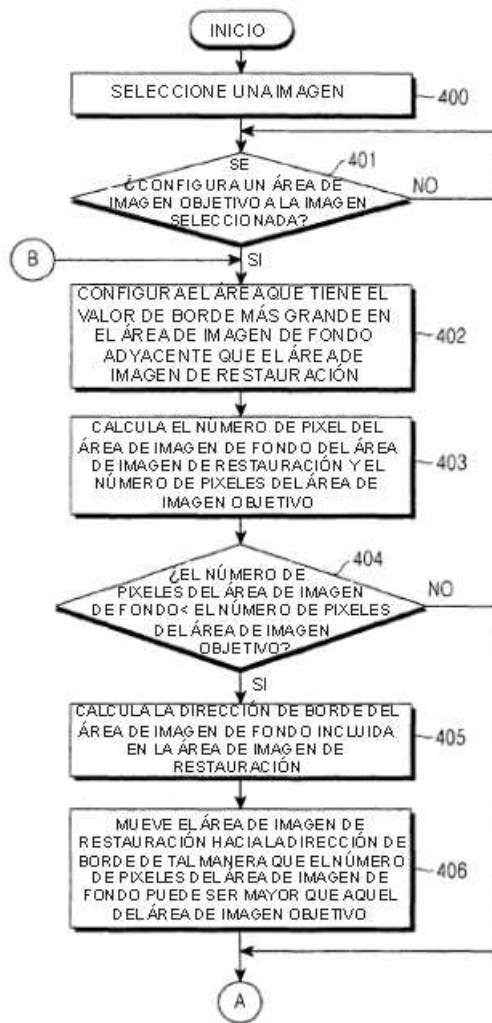 INICIO
SELECCIONE UNA IMAGEN
400
SE
¿CONFIGURA UN ÁREA DE
IMAGEN OBJETIVO A LA IMAGEN
SELECCIONADA?
401
NO
B
SI
CONFIGURA EL ÁREA QUE TIENE EL
VALOR DE BORDE MÁS GRANDE EN
EL ÁREA DE IMAGEN DE FONDO
ADYACENTE QUE EL ÁREA DE
IMAGEN DE RESTAURACIÓN
402
CALCULA EL NÚMERO DE PIXEL DEL
ÁREA DE IMAGEN DE FONDO DEL ÁREA
DE IMAGEN DE RESTAURACIÓN Y EL
NÚMERO DE PIXELES DEL ÁREA DE
IMAGEN OBJETIVO
403
¿EL NÚMERO DE
PIXELES DEL ÁREA DE IMAGEN
DE FONDO< EL NÚMERO DE PIXELES
DEL ÁREA DE IMAGEN
OBJETIVO?
404
NO
SI
CALCULA LA DIRECCIÓN DE BORDE DEL
ÁREA DE IMAGEN DE FONDO INCLUIDA
EN LA ÁREA DE IMAGEN DE
RESTAURACIÓN
405
MUEVE EL ÁREA DE IMAGEN DE
RESTAURACIÓN HACIA LA DIRECCIÓN DE
BORDE DE TAL MANERA QUE EL NÚMERO
DE PIXELES DEL ÁREA DE IMAGEN DE
FONDO PUEDE SER MAYOR QUE AQUEL
DEL ÁREA DE IMAGEN OBJETIVO
406
A